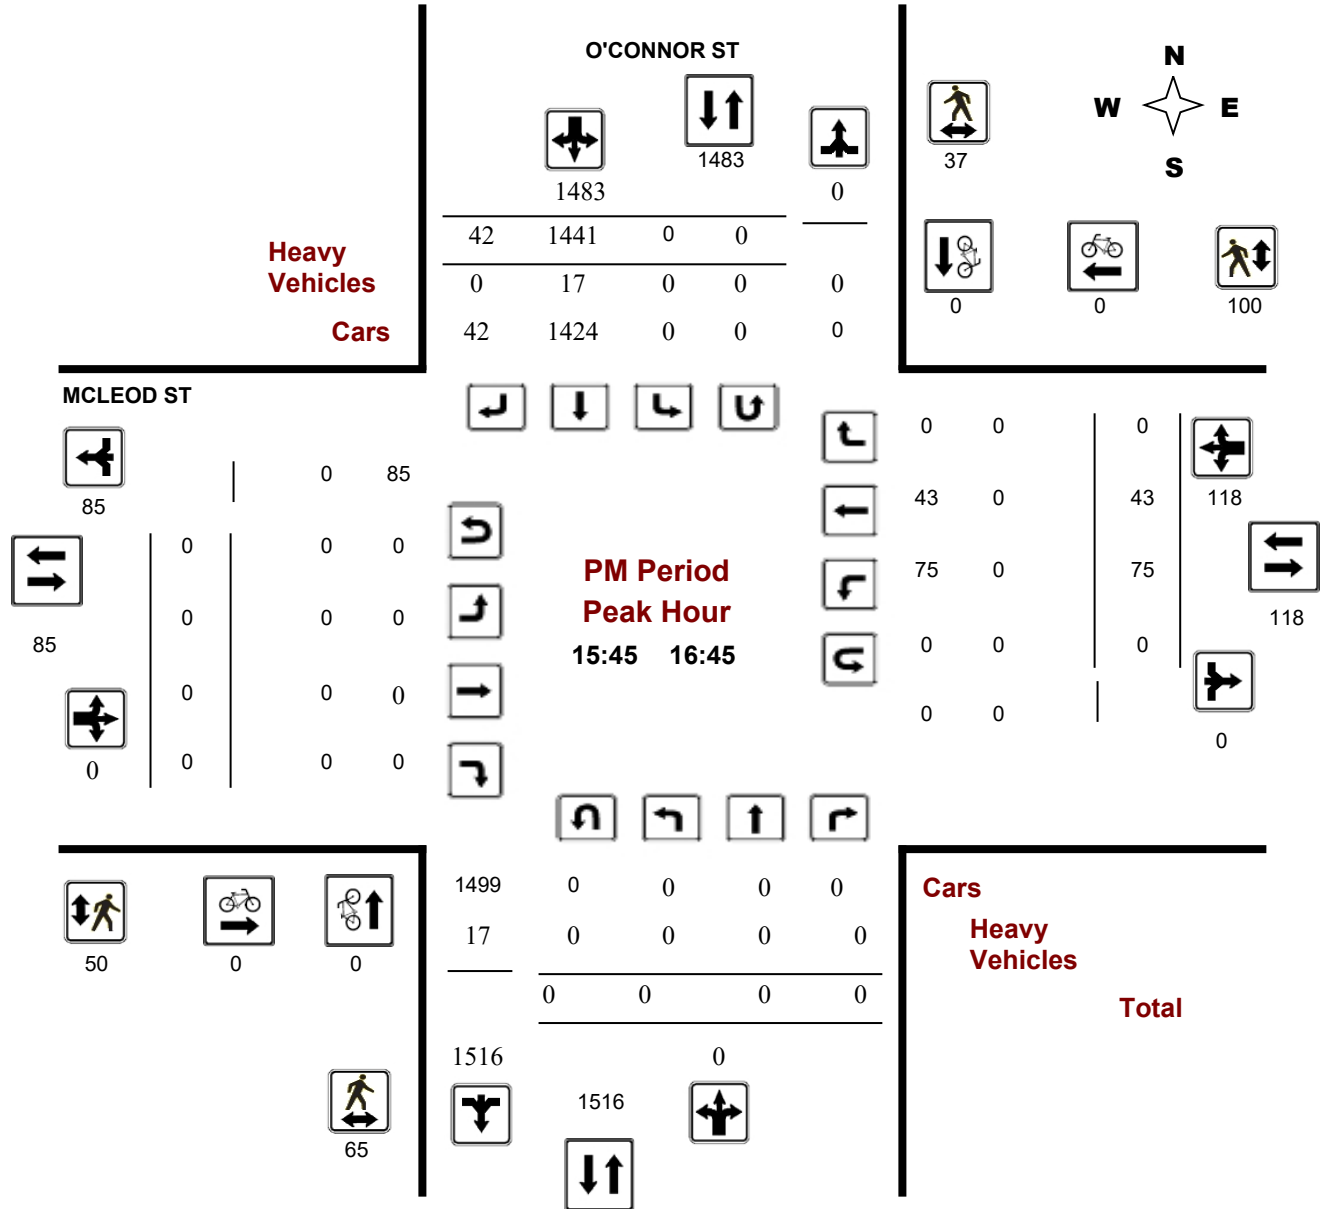 O'CONNOR ST
N
W E
S
1483
1483
0
37
42 1441 0 0
Heavy
Vehicles
0 17 0 0 0
Cars
42 1424 0 0 0
0 0 100
MCLEOD ST
85
0 85
0 0 0
0 0 0
85
0 0 0
0
0 0 0
PM Period
Peak Hour
15:45 16:45
0 0 0
43 0 43 118
75 0 75
118
0 0 0
0 0
0
50 0 0
65
1499 0 0 0 0
17 0 0 0 0
0 0 0 0
1516 0
1516
Cars
Heavy
Vehicles
Total